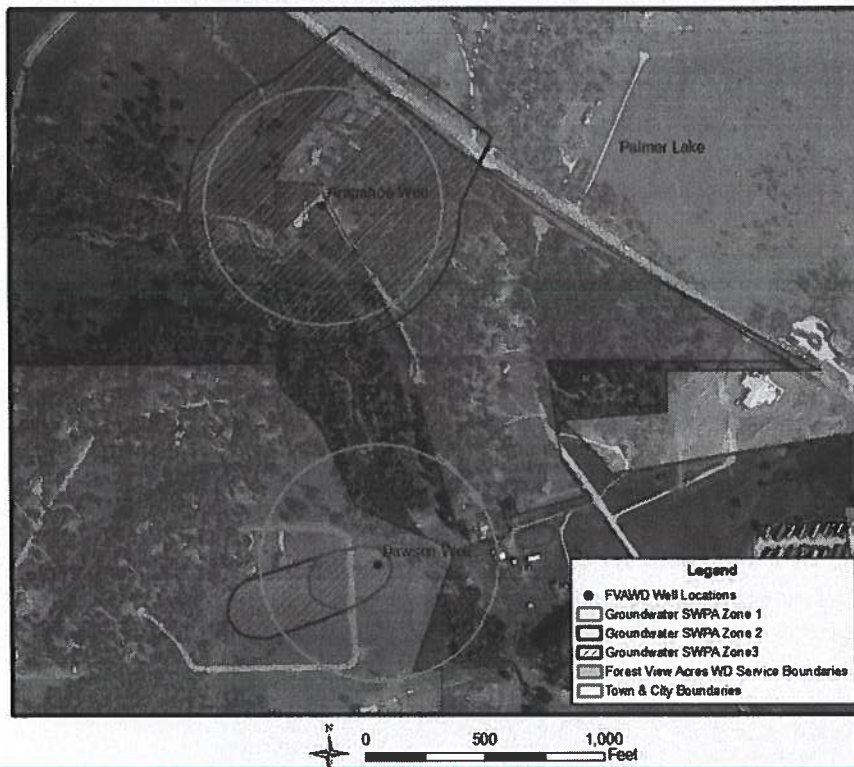 Palmer Lake
Arapahoe Well
Dawson Well
Legend
FVAWD Well Locations
Groundwater SWPA Zone 1
Groundwater SWPA Zone 2
Groundwater SWPA Zone3
Forest View Acres WD Service Boundaries
Town & City Boundaries
N
0 500 1,000
Feet